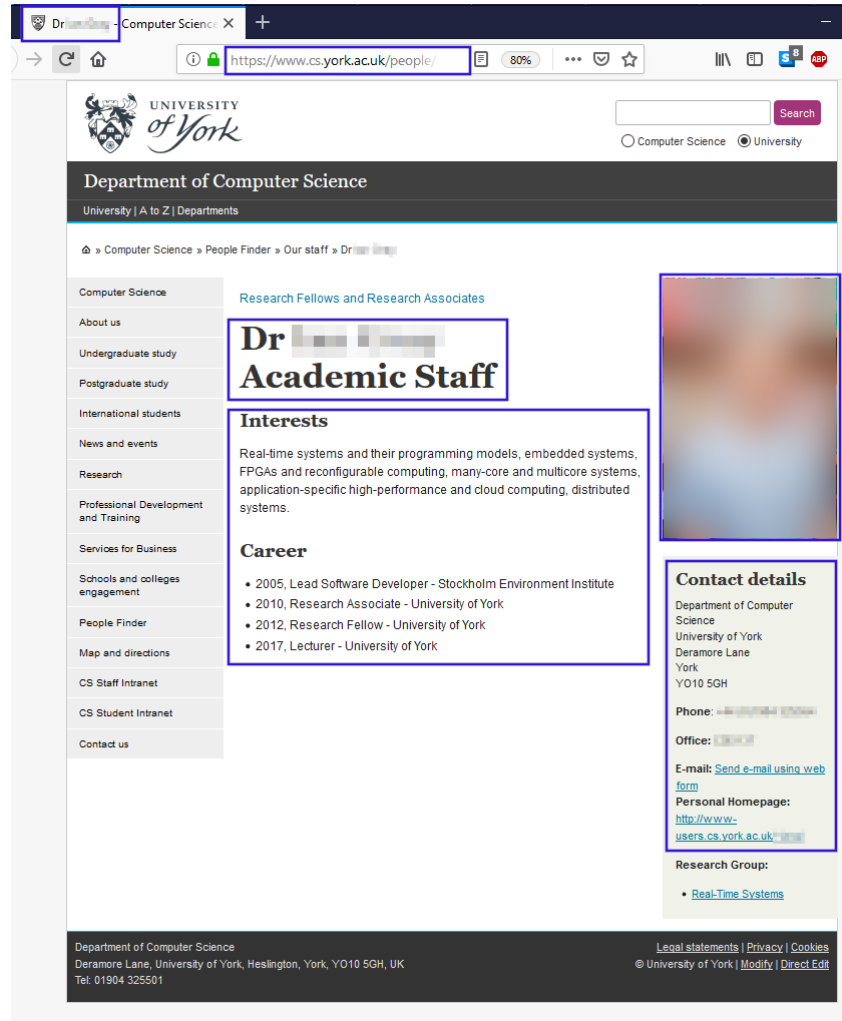 Dr - Computer Science
https://www.cs.york.ac.uk/people/
80%
8
ABP
UNIVERSITY
of York
Search
Computer Science University
Department of Computer Science
University | A to Z | Departments
» Computer Science » People Finder » Our staff » Dr
Computer Science
About us
Undergraduate study
Postgraduate study
International students
News and events
Research
Professional Development
and Training
Services for Business
Schools and colleges
engagement
People Finder
Map and directions
CS Staff Intranet
CS Student Intranet
Contact us
Research Fellows and Research Associates
Dr
Academic Staff
Interests
Real-time systems and their programming models, embedded systems,
FPGAs and reconfigurable computing, many-core and multicore systems,
application-specific high-performance and cloud computing, distributed
systems.
Career
• 2005, Lead Software Developer - Stockholm Environment Institute
• 2010, Research Associate - University of York
• 2012, Research Fellow - University of York
• 2017, Lecturer - University of York
Contact details
Department of Computer
Science
University of York
Deramore Lane
York
YO10 5GH
Phone:
Office:
E-mail: Send e-mail using web
form
Personal Homepage:
http://www-
users.cs.york.ac.uk/
Research Group:
• Real-Time Systems
Department of Computer Science
Deramore Lane, University of York, Heslington, York, YO10 5GH, UK
Tel: 01904 325501
Legal statements | Privacy | Cookies
© University of York | Modify | Direct Edit